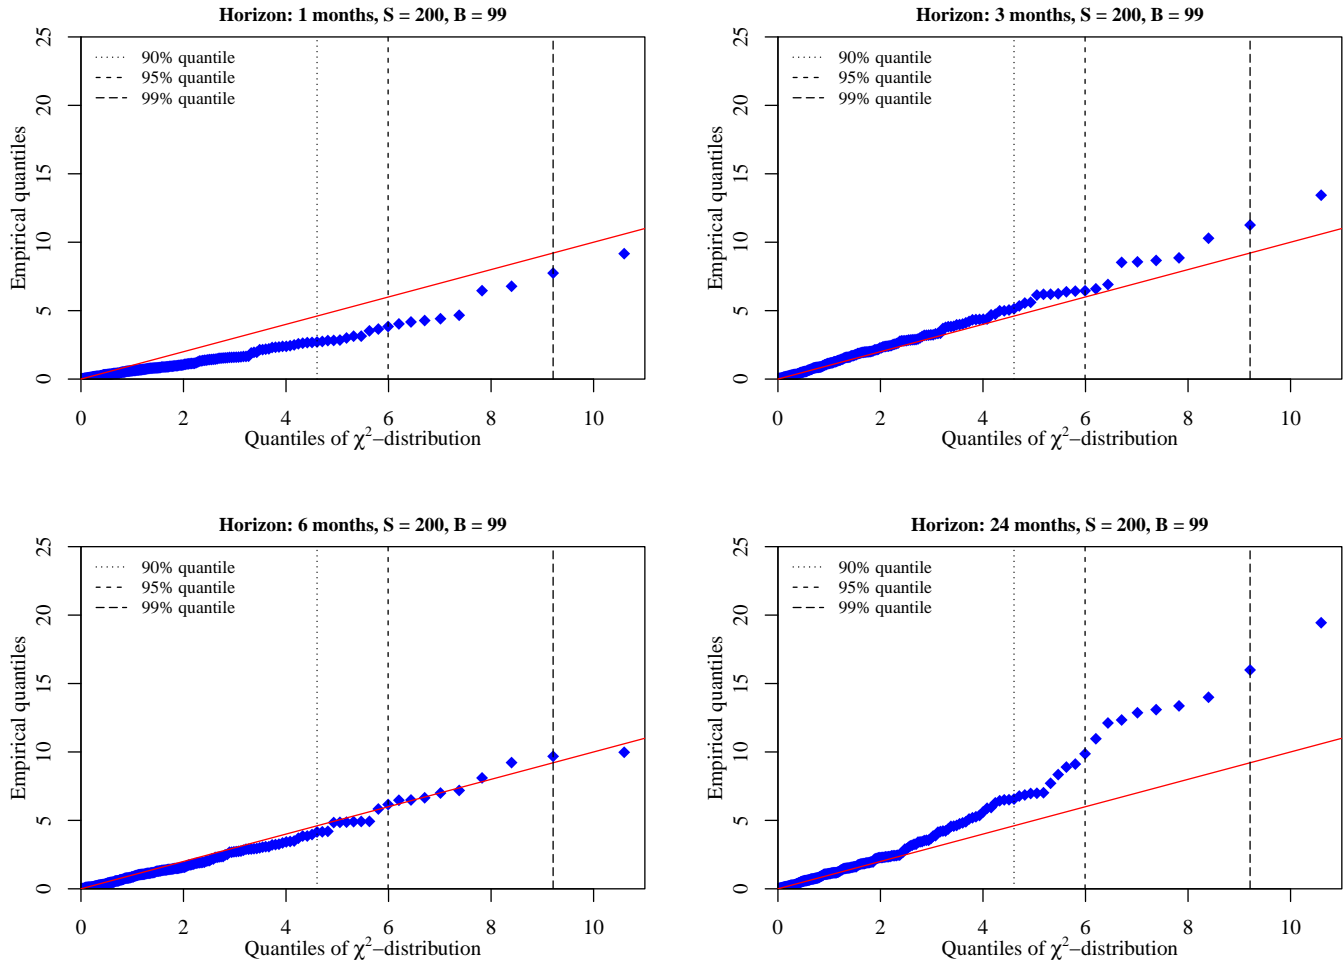 Horizon: 1 months, S = 200, B = 99
25
20
15
10
5
0
Empirical quantiles
90% quantile
95% quantile
99% quantile
0 2 4 6 8 10
Quantiles of χ²−distribution
Horizon: 3 months, S = 200, B = 99
25
20
15
10
5
0
Empirical quantiles
90% quantile
95% quantile
99% quantile
0 2 4 6 8 10
Quantiles of χ²−distribution
Horizon: 6 months, S = 200, B = 99
25
20
15
10
5
0
Empirical quantiles
90% quantile
95% quantile
99% quantile
0 2 4 6 8 10
Quantiles of χ²−distribution
Horizon: 24 months, S = 200, B = 99
25
20
15
10
5
0
Empirical quantiles
90% quantile
95% quantile
99% quantile
0 2 4 6 8 10
Quantiles of χ²−distribution